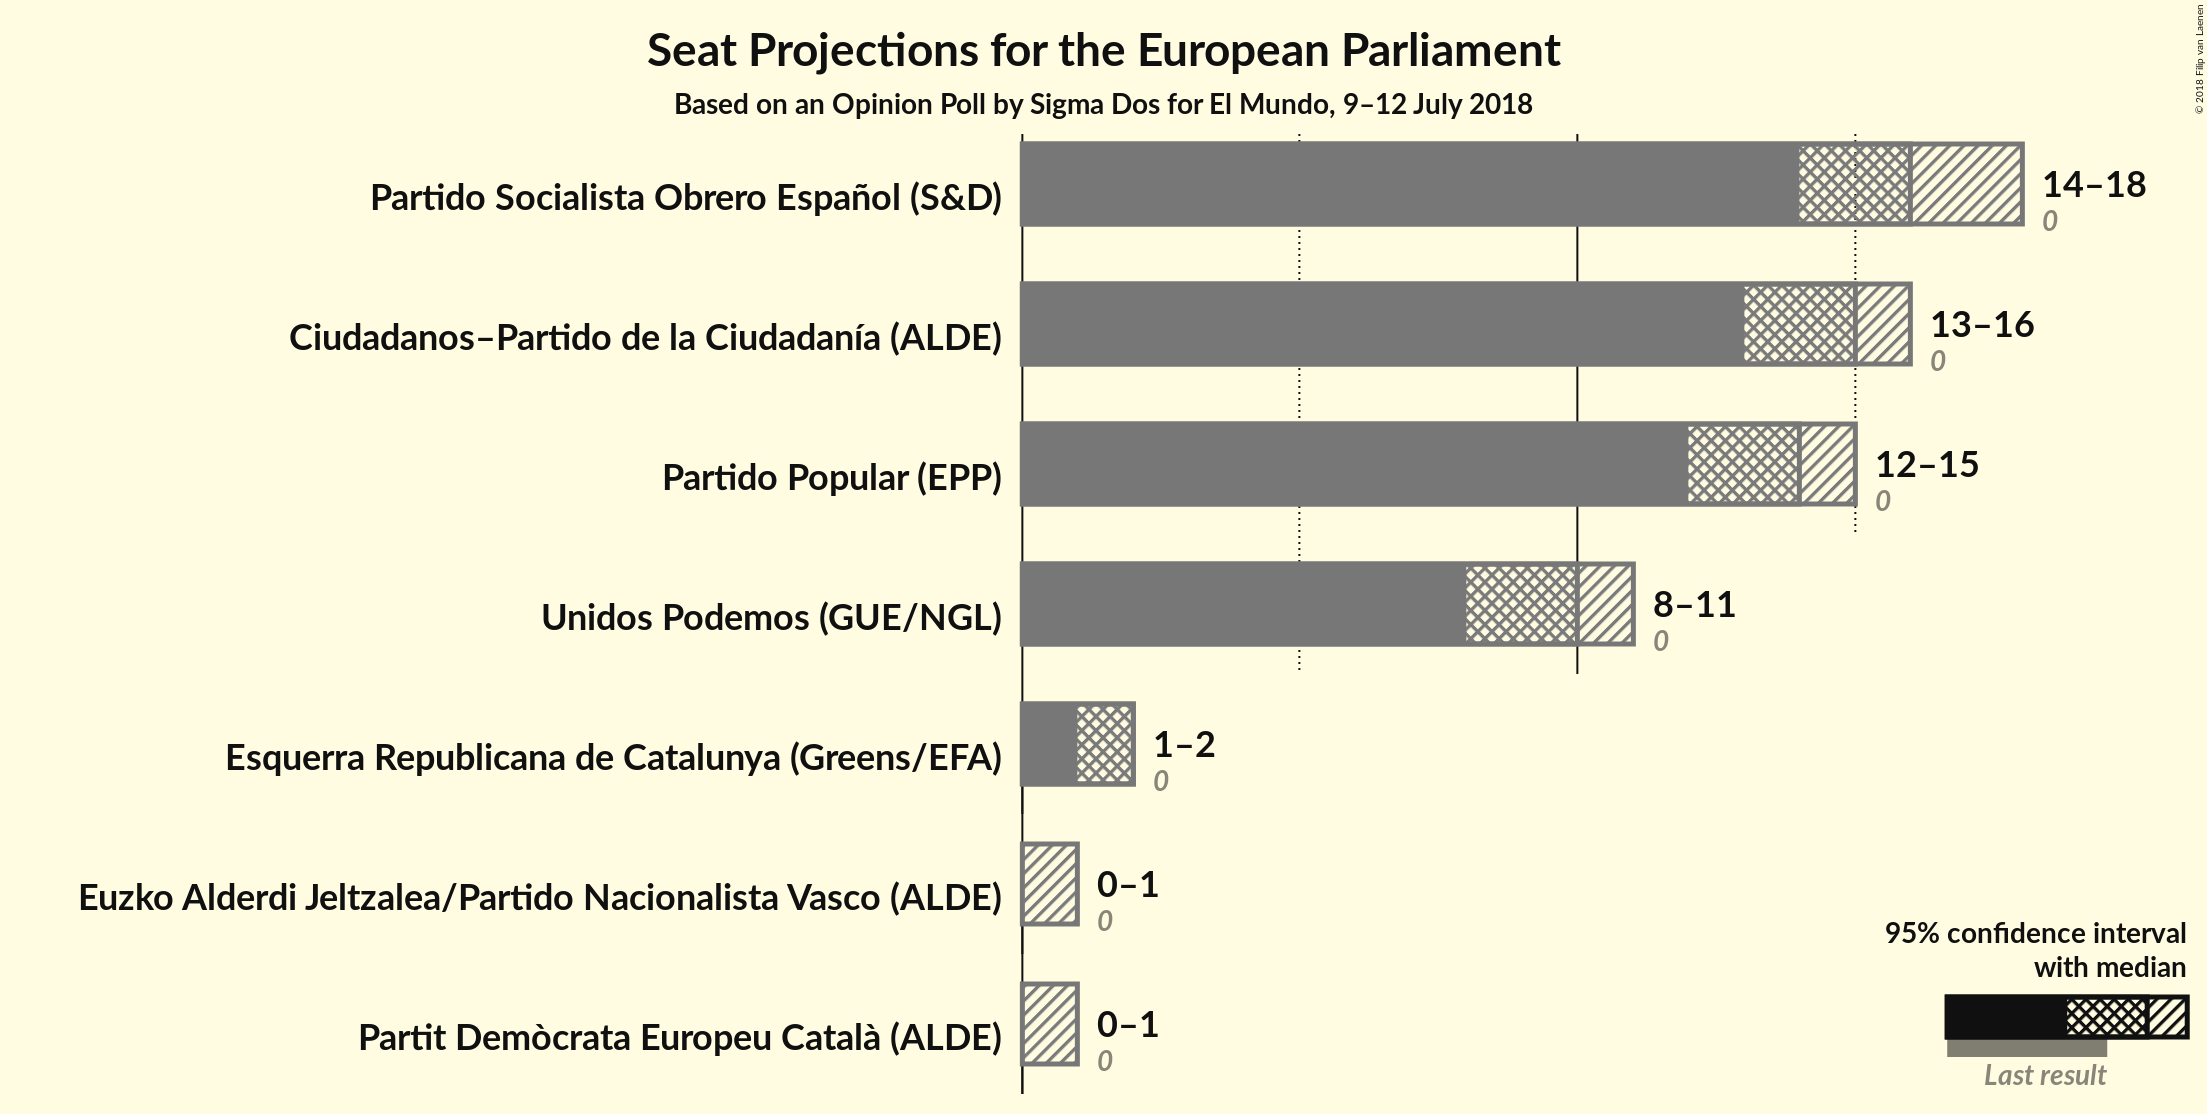 Seat Projections for the European Parliament
Based on an Opinion Poll by Sigma Dos for El Mundo, 9–12 July 2018
© 2018 Filip van Laenen
Partido Socialista Obrero Español (S&D)
14–18
0
Ciudadanos–Partido de la Ciudadanía (ALDE)
13–16
0
Partido Popular (EPP)
12–15
0
Unidos Podemos (GUE/NGL)
8–11
0
Esquerra Republicana de Catalunya (Greens/EFA)
1–2
0
Euzko Alderdi Jeltzalea/Partido Nacionalista Vasco (ALDE)
0–1
0
Partit Demòcrata Europeu Català (ALDE)
0–1
0
95% confidence interval
with median
Last result